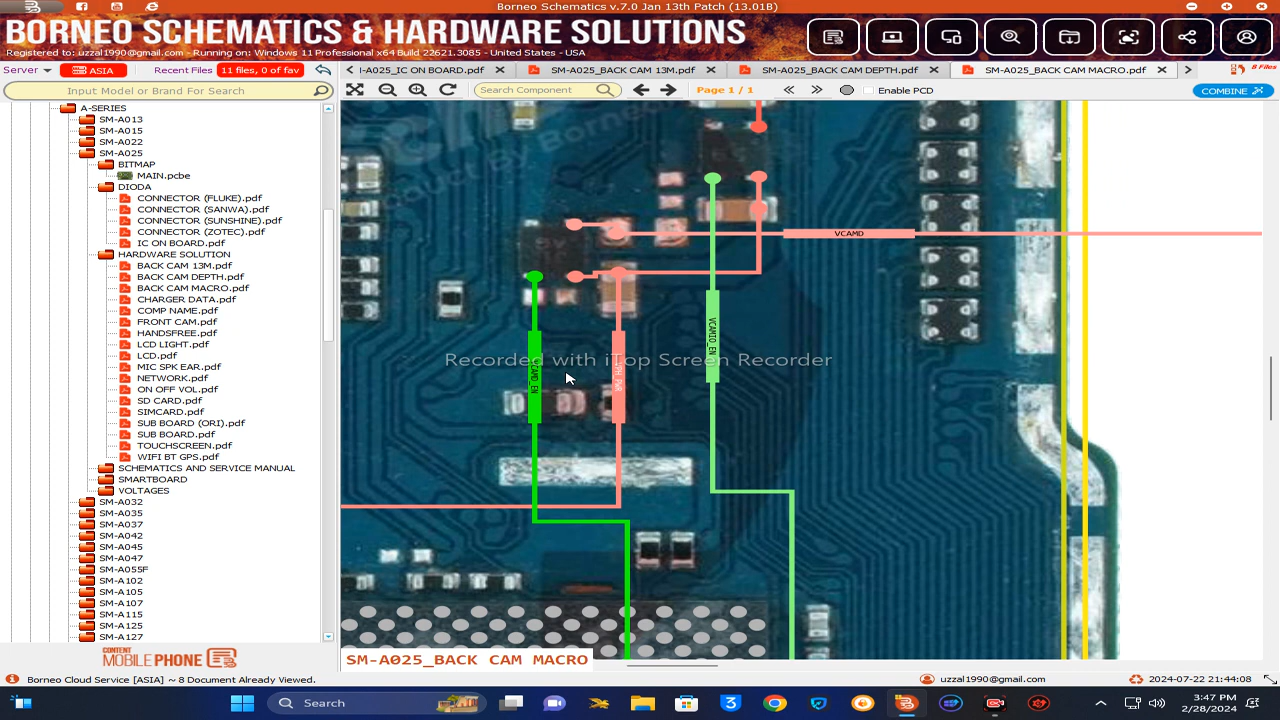 Borneo Schematics v.7.0 Jan 13th Patch (13.01B)
BORNEO SCHEMATICS & HARDWARE SOLUTIONS
Registered to: uzzal1990@gmail.com - Running on: Windows 11 Professional x64 Build 22621.3085 - United States - USA
Server
ASIA
Recent Files
11 files, 0 of fav
I-A025_IC ON BOARD.pdf
SM-A025_BACK CAM 13M.pdf
SM-A025_BACK CAM DEPTH.pdf
SM-A025_BACK CAM MACRO.pdf
8 Files
Input Model or Brand For Search
Search Component
Page 1 / 1
Enable PCD
COMBINE
A-SERIES
SM-A013
SM-A015
SM-A022
SM-A025
BITMAP
MAIN.pcbe
DIODA
CONNECTOR (FLUKE).pdf
CONNECTOR (SANWA).pdf
CONNECTOR (SUNSHINE).pdf
CONNECTOR (ZOTEC).pdf
IC ON BOARD.pdf
HARDWARE SOLUTION
BACK CAM 13M.pdf
BACK CAM DEPTH.pdf
BACK CAM MACRO.pdf
CHARGER DATA.pdf
COMP NAME.pdf
FRONT CAM.pdf
HANDSFREE.pdf
LCD LIGHT.pdf
LCD.pdf
MIC SPK EAR.pdf
NETWORK.pdf
ON OFF VOL.pdf
SD CARD.pdf
SIMCARD.pdf
SUB BOARD (ORI).pdf
SUB BOARD.pdf
TOUCHSCREEN.pdf
WIFI BT GPS.pdf
SCHEMATICS AND SERVICE MANUAL
SMARTBOARD
VOLTAGES
SM-A032
SM-A035
SM-A037
SM-A042
SM-A045
SM-A047
SM-A055F
SM-A102
SM-A105
SM-A107
SM-A115
SM-A125
SM-A127
VCAMD
VCAMIO_EN
VCAMD_EN
VPH_PWR
Recorded with iTop Screen Recorder
SM-A025_BACK CAM MACRO
CONTENT
MOBILE PHONE
Borneo Cloud Service [ASIA] ~ 8 Document Already Viewed.
uzzal1990@gmail.com
2024-07-22 21:44:08
Search
3:47 PM
2/28/2024